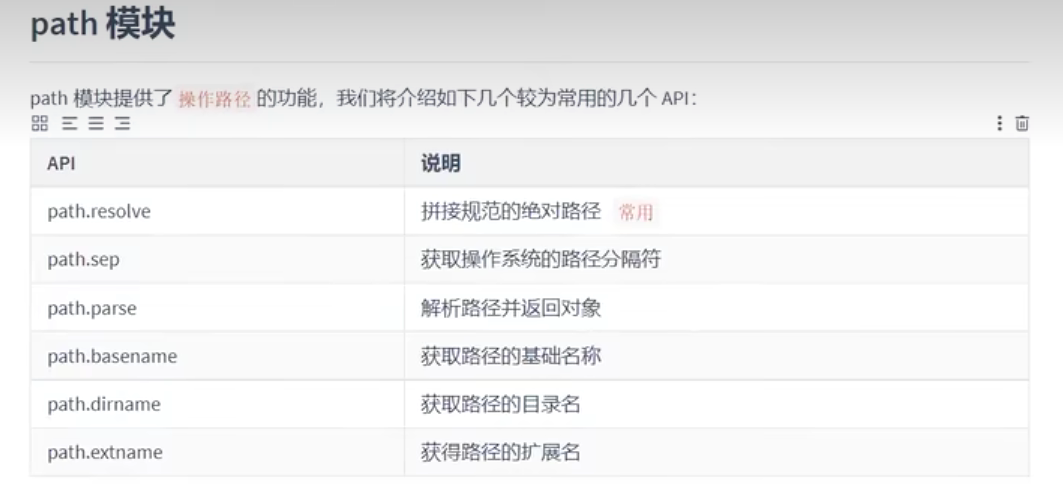 path 模块
path 模块提供了 操作路径 的功能，我们将介绍如下几个较为常用的几个 API：
API 说明
path.resolve 拼接规范的绝对路径 常用
path.sep 获取操作系统的路径分隔符
path.parse 解析路径并返回对象
path.basename 获取路径的基础名称
path.dirname 获取路径的目录名
path.extname 获得路径的扩展名